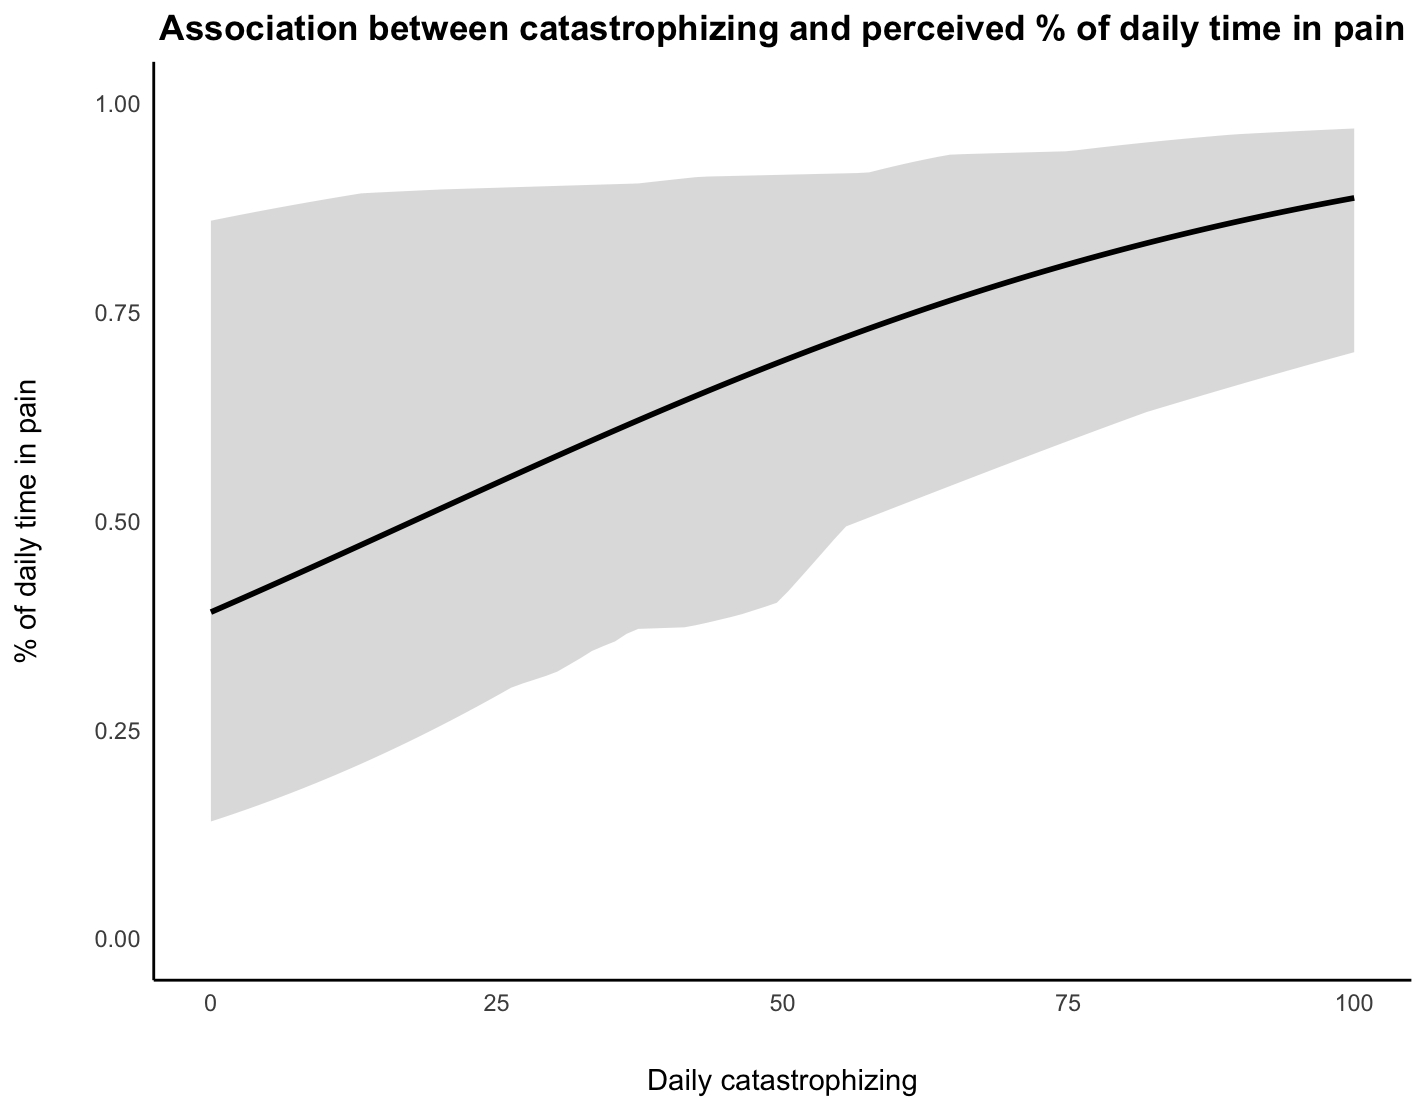 Association between catastrophizing and perceived % of daily time in pain
% of daily time in pain
1.00
0.75
0.50
0.25
0.00
0 25 50 75 100
Daily catastrophizing